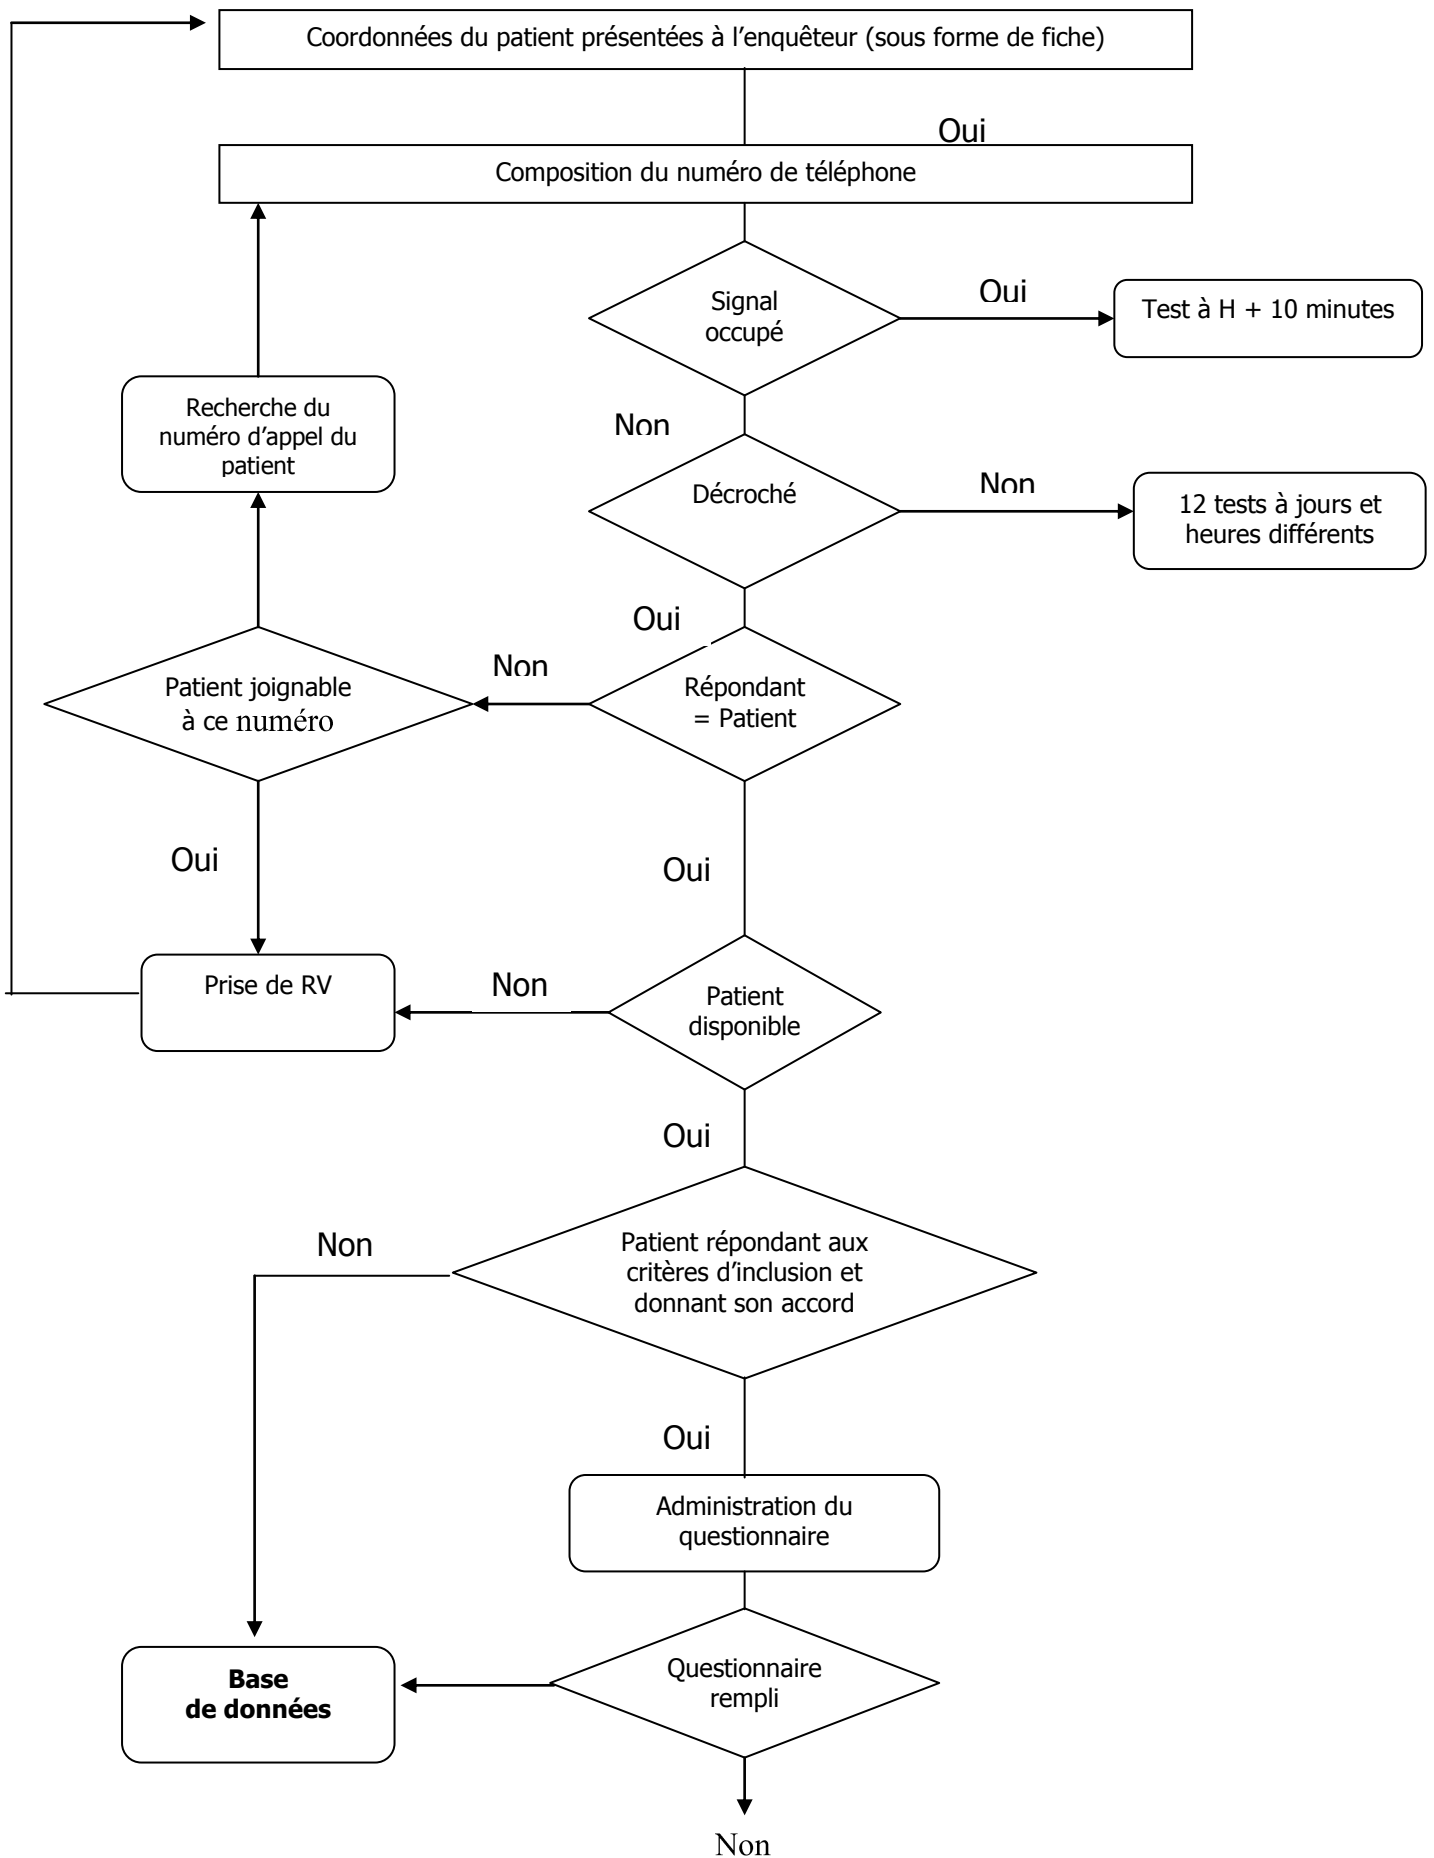 Coordonnées du patient présentées à l’enquêteur (sous forme de fiche)
Oui
Composition du numéro de téléphone
Signal
occupé
Oui
Test à H + 10 minutes
Recherche du
numéro d’appel du
patient
Non
Décroché
Non
12 tests à jours et
heures différents
Oui
Patient joignable
à ce numéro
Non
Répondant
= Patient
Oui
Oui
Prise de RV
Non
Patient
disponible
Oui
Non
Patient répondant aux
critères d’inclusion et
donnant son accord
Oui
Administration du
questionnaire
Base
de données
Questionnaire
rempli
Non